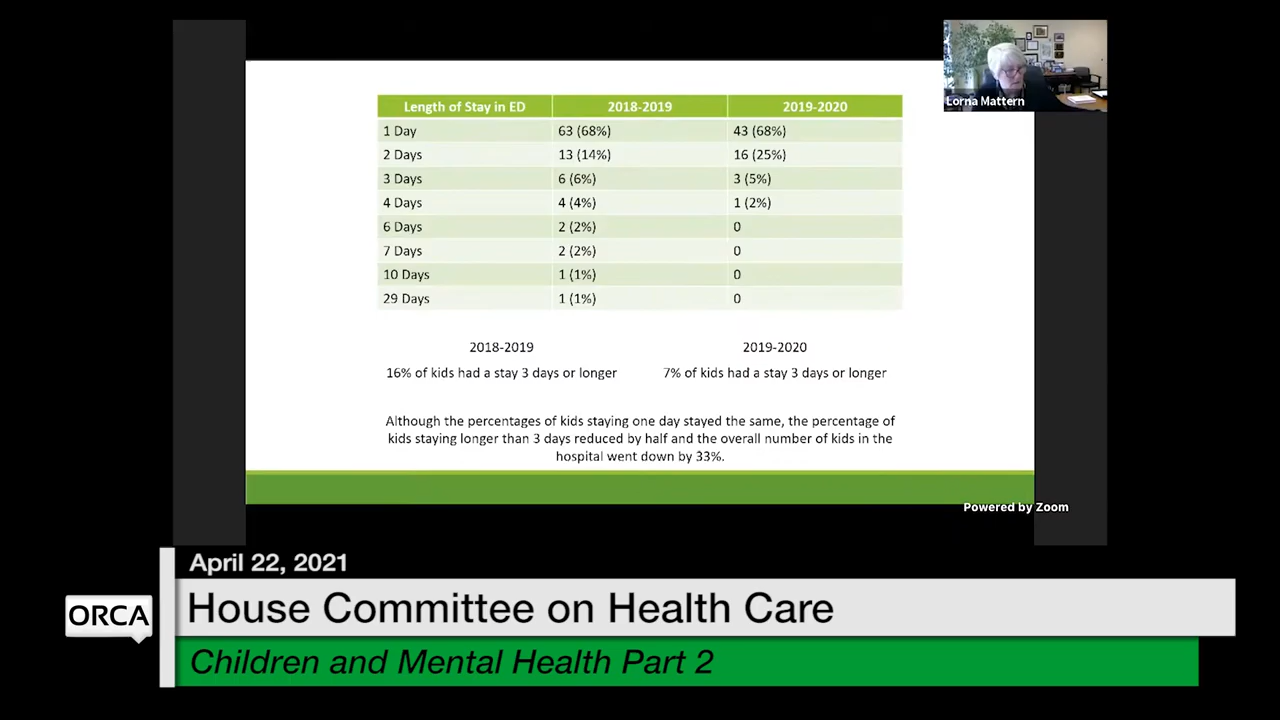 Lorna Mattern
Length of Stay in ED 2018-2019 2019-2020
1 Day 63 (68%) 43 (68%)
2 Days 13 (14%) 16 (25%)
3 Days 6 (6%) 3 (5%)
4 Days 4 (4%) 1 (2%)
6 Days 2 (2%) 0
7 Days 2 (2%) 0
10 Days 1 (1%) 0
29 Days 1 (1%) 0
2018-2019 2019-2020
16% of kids had a stay 3 days or longer 7% of kids had a stay 3 days or longer
Although the percentages of kids staying one day stayed the same, the percentage of
kids staying longer than 3 days reduced by half and the overall number of kids in the
hospital went down by 33%.
Powered by Zoom
April 22, 2021
ORCA
House Committee on Health Care
Children and Mental Health Part 2